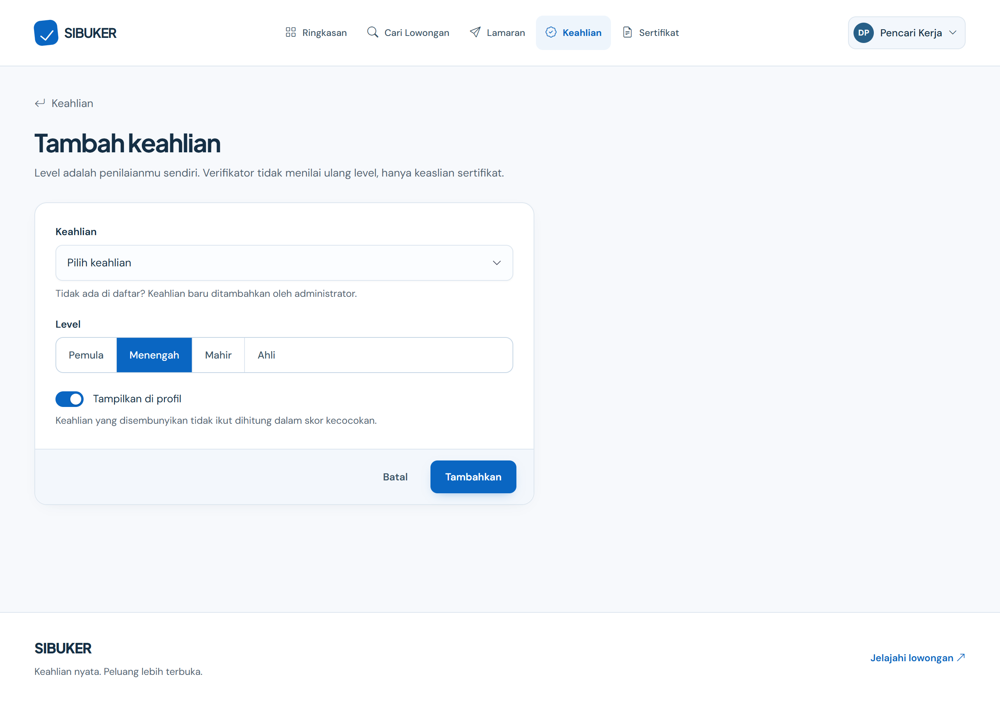 SIBUKER
Ringkasan
Cari Lowongan
Lamaran
Keahlian
Sertifikat
DP
Pencari Kerja
Keahlian
Tambah keahlian
Level adalah penilaianmu sendiri. Verifikator tidak menilai ulang level, hanya keaslian sertifikat.
Keahlian
Pilih keahlian
Tidak ada di daftar? Keahlian baru ditambahkan oleh administrator.
Level
Pemula
Menengah
Mahir
Ahli
Tampilkan di profil
Keahlian yang disembunyikan tidak ikut dihitung dalam skor kecocokan.
Batal
Tambahkan
SIBUKER
Keahlian nyata. Peluang lebih terbuka.
Jelajahi lowongan